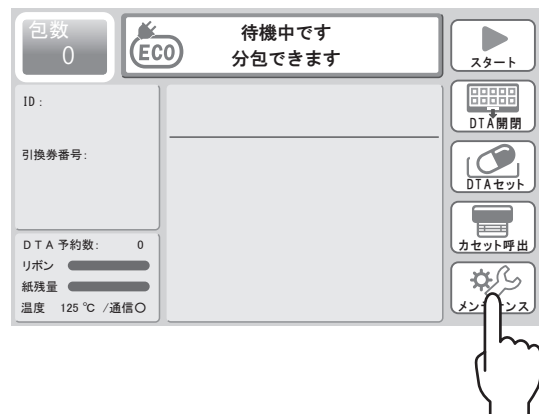 包数
0
ECO
待機中です
分包できます
スタート
ID :
引換券番号:
DTA開閉
DTAセット
カセット呼出
メンテナンス
DTA予約数: 0
リボン
紙残量
温度 125℃ /通信○